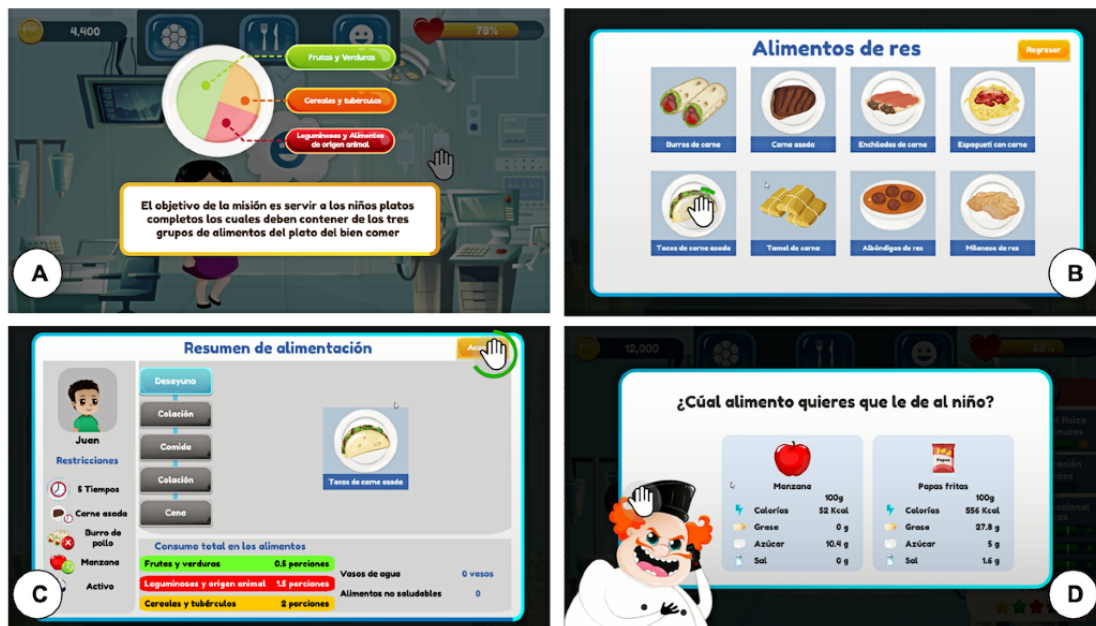 4,400
78%
Frutas y Verduras
Cereales y tubérculos
Leguminosas y Alimentos
de origen animal
El objetivo de la misión es servir a los niños platos
completos los cuales deben contener de los tres
grupos de alimentos del plato del bien comer
A
Alimentos de res
Regresar
Burros de carne
Carne asada
Enchiladas de carne
Espagueti con carne
Tacos de carne asada
Tamal de carne
Albóndigas de res
Milanesa de res
B
Resumen de alimentación
Juan
Restricciones
5 Tiempos
Carne asada
Burro de
pollo
Manzana
Activo
Desayuno
Colación
Comida
Colación
Cena
Tacos de carne asada
Consumo total en los alimentos
Frutas y verduras 0.5 porciones
Leguminosas y origen animal 1.5 porciones
Cereales y tubérculos 2 porciones
Vasos de agua 0 vasos
Alimentos no saludables 0
C
12,000
¿Cúal alimento quieres que le de al niño?
Manzana
100g
Calorías 52 Kcal
Grasa 0 g
Azúcar 10.4 g
Sal 0 g
Papas
Papas fritas
100g
Calorías 556 Kcal
Grasa 27.8 g
Azúcar 5 g
Sal 1.6 g
D